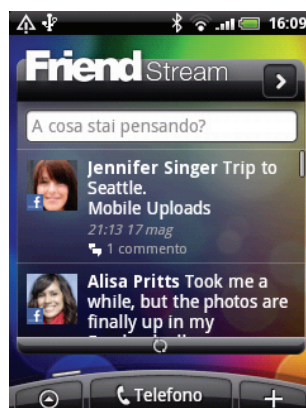 16:09
Friend Stream
A cosa stai pensando?
Jennifer Singer Trip to
Seattle.
Mobile Uploads
21:13 17 mag
1 commento
Alisa Pritts Took me a
while, but the photos are
finally up in my
Telefono